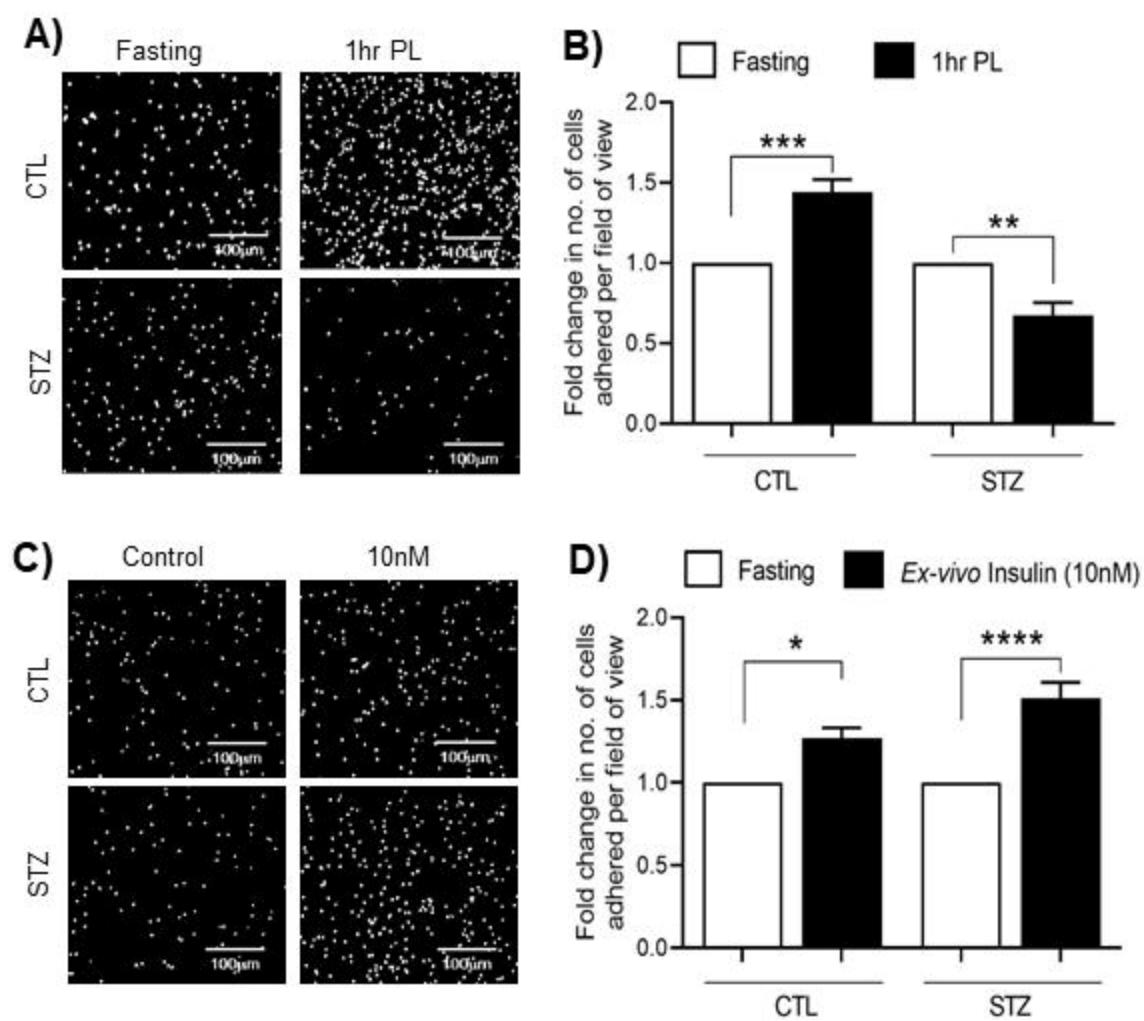 A)
Fasting
1hr PL
CTL
100µm
100µm
STZ
100µm
100µm
B)
Fasting
1hr PL
Fold change in no. of cells
adhered per field of view
2.0
1.5
1.0
0.5
0.0
***
**
CTL
STZ
C)
Control
10nM
CTL
100µm
100µm
STZ
100µm
100µm
D)
Fasting
Ex-vivo Insulin (10nM)
Fold change in no. of cells
adhered per field of view
2.0
1.5
1.0
0.5
0.0
*
****
CTL
STZ